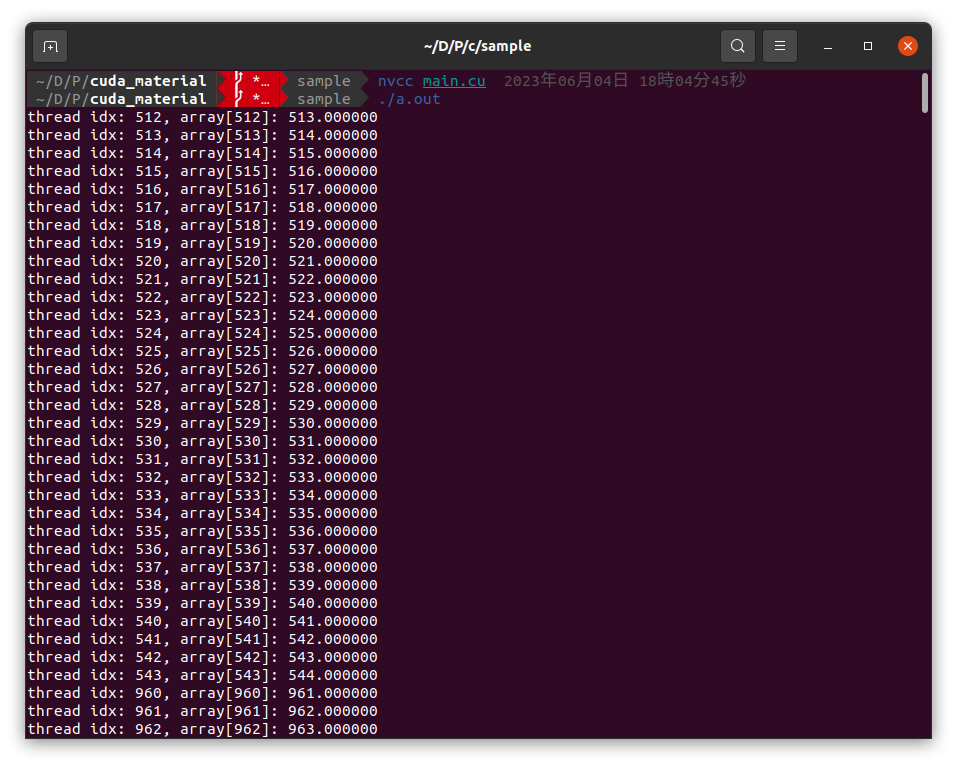 ~/D/P/c/sample
~/D/P/cuda_material *… sample nvcc main.cu 2023年06月04日 18時04分45秒
~/D/P/cuda_material *… sample ./a.out
thread idx: 512, array[512]: 513.000000
thread idx: 513, array[513]: 514.000000
thread idx: 514, array[514]: 515.000000
thread idx: 515, array[515]: 516.000000
thread idx: 516, array[516]: 517.000000
thread idx: 517, array[517]: 518.000000
thread idx: 518, array[518]: 519.000000
thread idx: 519, array[519]: 520.000000
thread idx: 520, array[520]: 521.000000
thread idx: 521, array[521]: 522.000000
thread idx: 522, array[522]: 523.000000
thread idx: 523, array[523]: 524.000000
thread idx: 524, array[524]: 525.000000
thread idx: 525, array[525]: 526.000000
thread idx: 526, array[526]: 527.000000
thread idx: 527, array[527]: 528.000000
thread idx: 528, array[528]: 529.000000
thread idx: 529, array[529]: 530.000000
thread idx: 530, array[530]: 531.000000
thread idx: 531, array[531]: 532.000000
thread idx: 532, array[532]: 533.000000
thread idx: 533, array[533]: 534.000000
thread idx: 534, array[534]: 535.000000
thread idx: 535, array[535]: 536.000000
thread idx: 536, array[536]: 537.000000
thread idx: 537, array[537]: 538.000000
thread idx: 538, array[538]: 539.000000
thread idx: 539, array[539]: 540.000000
thread idx: 540, array[540]: 541.000000
thread idx: 541, array[541]: 542.000000
thread idx: 542, array[542]: 543.000000
thread idx: 543, array[543]: 544.000000
thread idx: 960, array[960]: 961.000000
thread idx: 961, array[961]: 962.000000
thread idx: 962, array[962]: 963.000000